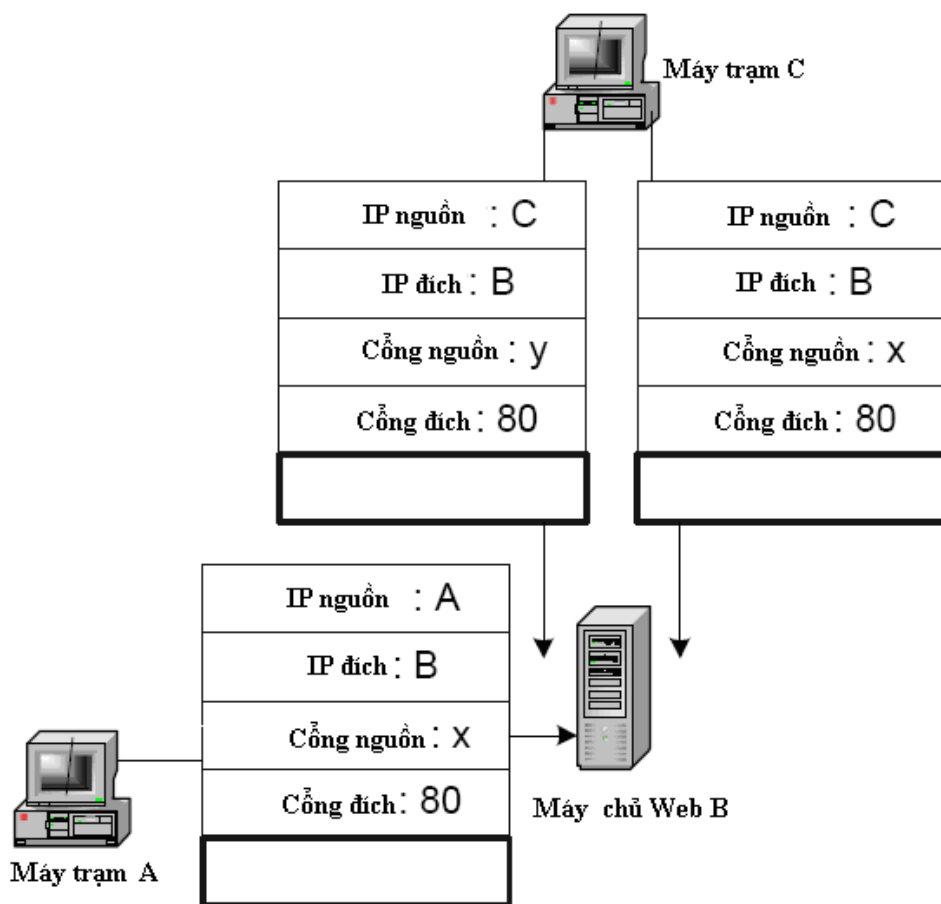 Máy trạm C
IP nguồn : C
IP đích : B
Cổng nguồn : y
Cổng đích : 80
IP nguồn : C
IP đích : B
Cổng nguồn : x
Cổng đích : 80
IP nguồn : A
IP đích : B
Cổng nguồn : x
Cổng đích : 80
Máy trạm A
Máy chủ Web B